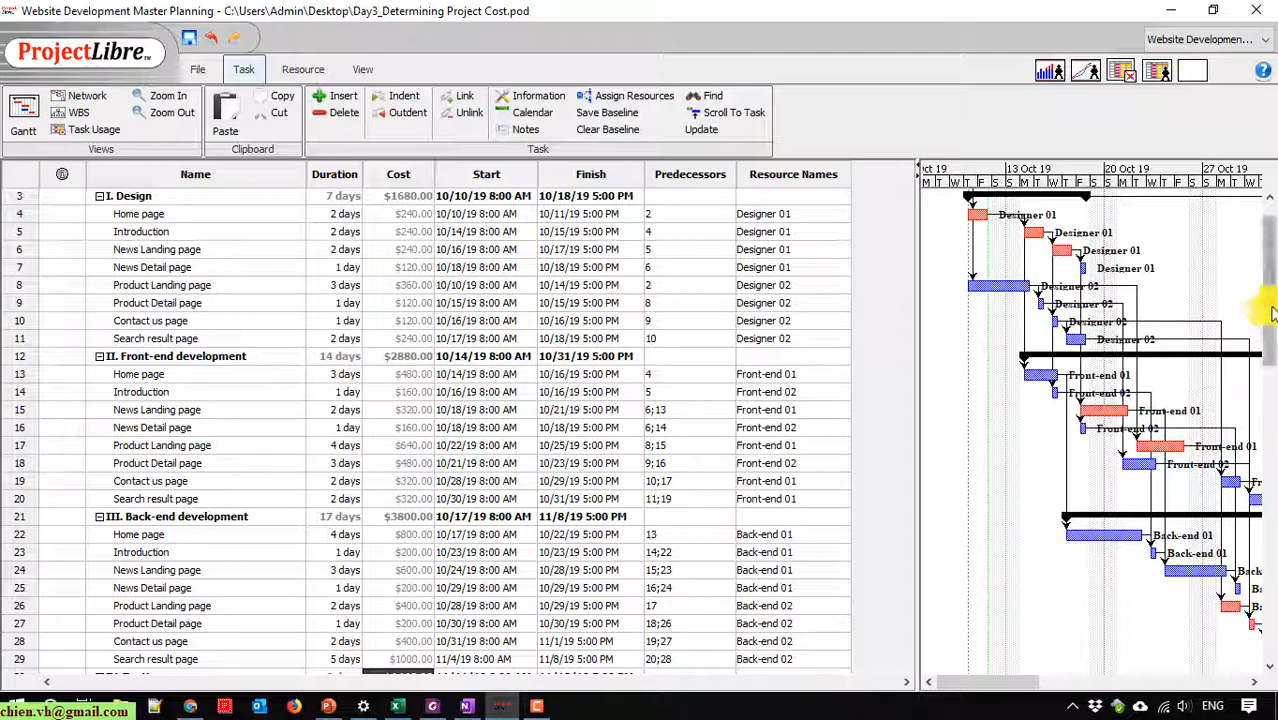 Website Development Master Planning - C:\Users\Admin\Desktop\Day3_Determining Project Cost.pod
ProjectLibre™
Website Developmen...
File Task Resource View
Network Zoom In Copy Insert Indent Link Information Assign Resources Find
Gantt WBS Zoom Out Paste Cut Delete Outdent Unlink Calendar Save Baseline Scroll To Task
Task Usage Notes Clear Baseline Update
Views Clipboard Task
Name Duration Cost Start Finish Predecessors Resource Names
13 Oct 19 20 Oct 19 27 Oct 19
3 I. Design 7 days $1680.00 10/10/19 8:00 AM 10/18/19 5:00 PM
4 Home page 2 days $240.00 10/10/19 8:00 AM 10/11/19 5:00 PM 2 Designer 01 Designer 01
5 Introduction 2 days $240.00 10/14/19 8:00 AM 10/15/19 5:00 PM 4 Designer 01 Designer 01
6 News Landing page 2 days $240.00 10/16/19 8:00 AM 10/17/19 5:00 PM 5 Designer 01 Designer 01
7 News Detail page 1 day $120.00 10/18/19 8:00 AM 10/18/19 5:00 PM 6 Designer 01 Designer 01
8 Product Landing page 3 days $360.00 10/10/19 8:00 AM 10/14/19 5:00 PM 2 Designer 02 Designer 02
9 Product Detail page 1 day $120.00 10/15/19 8:00 AM 10/15/19 5:00 PM 8 Designer 02 Designer 02
10 Contact us page 1 day $120.00 10/16/19 8:00 AM 10/16/19 5:00 PM 9 Designer 02 Designer 02
11 Search result page 2 days $240.00 10/17/19 8:00 AM 10/18/19 5:00 PM 10 Designer 02 Designer 02
12 II. Front-end development 14 days $2880.00 10/14/19 8:00 AM 10/31/19 5:00 PM
13 Home page 3 days $480.00 10/14/19 8:00 AM 10/16/19 5:00 PM 4 Front-end 01 Front-end 01
14 Introduction 1 day $160.00 10/16/19 8:00 AM 10/16/19 5:00 PM 5 Front-end 02 Front-end 02
15 News Landing page 2 days $320.00 10/18/19 8:00 AM 10/21/19 5:00 PM 6;13 Front-end 01 Front-end 01
16 News Detail page 1 day $160.00 10/18/19 8:00 AM 10/18/19 5:00 PM 6;14 Front-end 02 Front-end 02
17 Product Landing page 4 days $640.00 10/22/19 8:00 AM 10/25/19 5:00 PM 8;15 Front-end 01 Front-end 01
18 Product Detail page 3 days $480.00 10/21/19 8:00 AM 10/23/19 5:00 PM 9;16 Front-end 02 Front-end 02
19 Contact us page 2 days $320.00 10/28/19 8:00 AM 10/29/19 5:00 PM 10;17 Front-end 01
20 Search result page 2 days $320.00 10/30/19 8:00 AM 10/31/19 5:00 PM 11;19 Front-end 01
21 III. Back-end development 17 days $3800.00 10/17/19 8:00 AM 11/8/19 5:00 PM
22 Home page 4 days $800.00 10/17/19 8:00 AM 10/22/19 5:00 PM 13 Back-end 01 Back-end 01
23 Introduction 1 day $200.00 10/23/19 8:00 AM 10/23/19 5:00 PM 14;22 Back-end 01 Back-end 01
24 News Landing page 3 days $600.00 10/24/19 8:00 AM 10/28/19 5:00 PM 15;23 Back-end 01 Back
25 News Detail page 1 day $200.00 10/29/19 8:00 AM 10/29/19 5:00 PM 16;24 Back-end 01
26 Product Landing page 2 days $400.00 10/28/19 8:00 AM 10/29/19 5:00 PM 17 Back-end 02
27 Product Detail page 1 day $200.00 10/30/19 8:00 AM 10/30/19 5:00 PM 18;26 Back-end 02
28 Contact us page 2 days $400.00 10/31/19 8:00 AM 11/1/19 5:00 PM 19;27 Back-end 02
29 Search result page 5 days $1000.00 11/4/19 8:00 AM 11/8/19 5:00 PM 20;28 Back-end 02
chien.vh@gmail.com